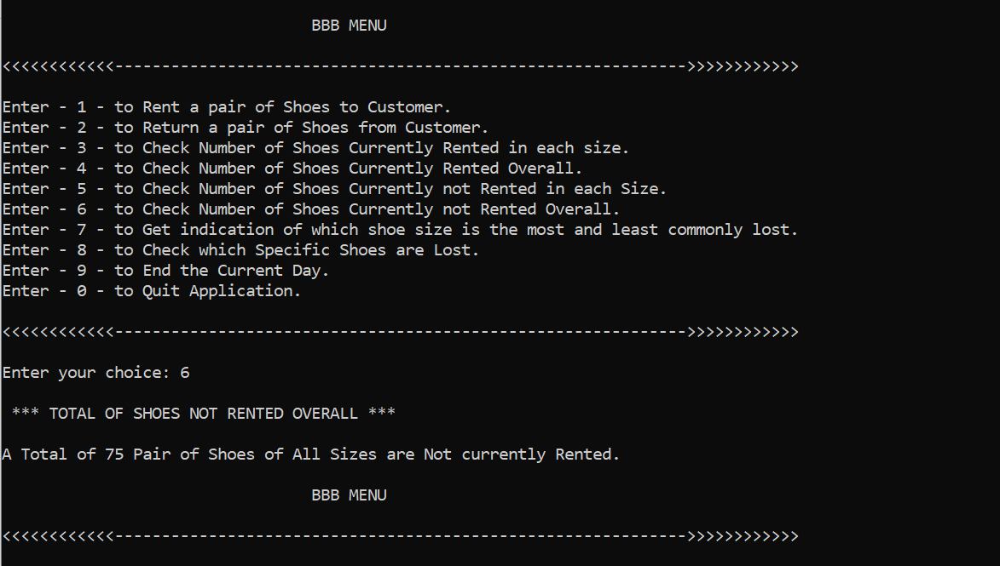 BBB MENU
<<<<<<<<<<<<------------------------------------------------------------->>>>>>>>>>>>
Enter - 1 - to Rent a pair of Shoes to Customer.
Enter - 2 - to Return a pair of Shoes from Customer.
Enter - 3 - to Check Number of Shoes Currently Rented in each size.
Enter - 4 - to Check Number of Shoes Currently Rented Overall.
Enter - 5 - to Check Number of Shoes Currently not Rented in each Size.
Enter - 6 - to Check Number of Shoes Currently not Rented Overall.
Enter - 7 - to Get indication of which shoe size is the most and least commonly lost.
Enter - 8 - to Check which Specific Shoes are Lost.
Enter - 9 - to End the Current Day.
Enter - 0 - to Quit Application.
<<<<<<<<<<<<------------------------------------------------------------->>>>>>>>>>>>
Enter your choice: 6
*** TOTAL OF SHOES NOT RENTED OVERALL ***
A Total of 75 Pair of Shoes of All Sizes are Not currently Rented.
BBB MENU
<<<<<<<<<<<<------------------------------------------------------------->>>>>>>>>>>>